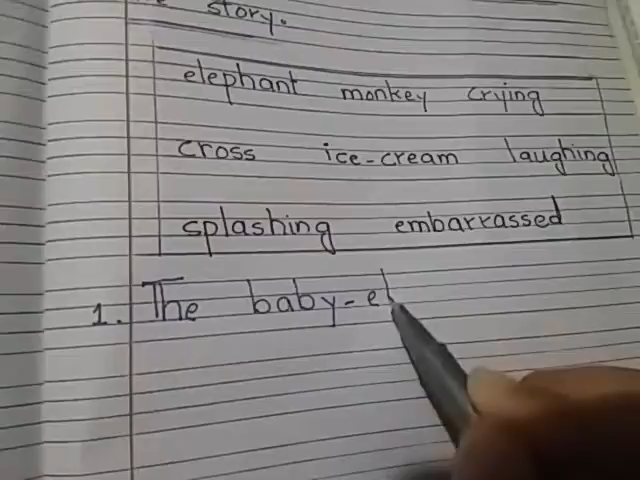 story.
elephant monkey crying
cross ice-cream laughing
splashing embarrassed
1. The baby-el